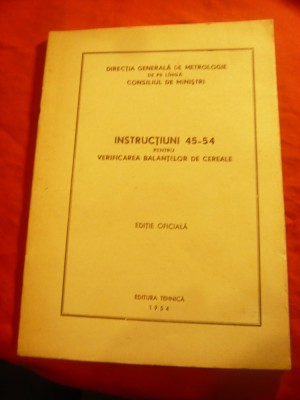 DIRECȚIA GENERALĂ DE METROLOGIE
DE PE LÎNGĂ
CONSILIUL DE MINIȘTRI
INSTRUCȚIUNI 45-54
PENTRU
VERIFICAREA BALANȚILOR DE CEREALE
EDIȚIE OFICIALĂ
EDITURA TEHNICĂ
1954